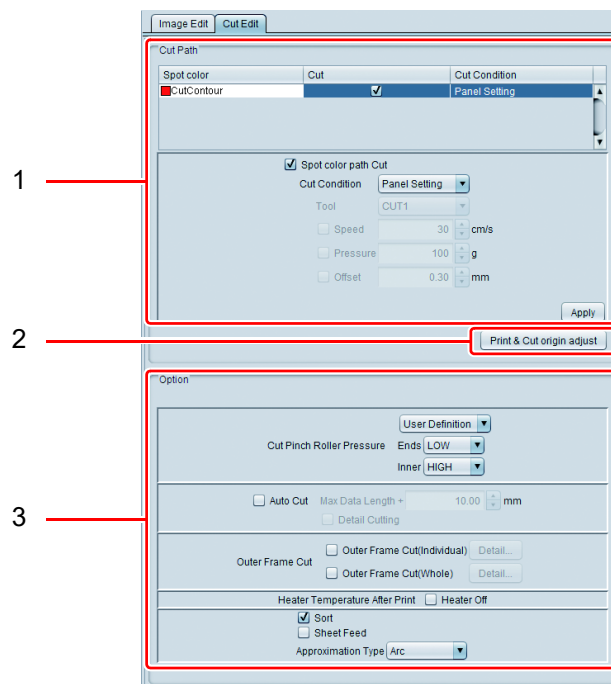 Image Edit Cut Edit
Cut Path
Spot color Cut Cut Condition
CutContour Panel Setting
1
Spot color path Cut
Cut Condition Panel Setting
Tool CUT1
Speed 30 cm/s
Pressure 100 g
Offset 0.30 mm
Apply
2
Print & Cut origin adjust
Option
User Definition
Cut Pinch Roller Pressure Ends LOW
Inner HIGH
3
Auto Cut Max Data Length + 10.00 mm
Detail Cutting
Outer Frame Cut
Outer Frame Cut(Individual) Detail...
Outer Frame Cut(Whole) Detail...
Heater Temperature After Print Heater Off
Sort
Sheet Feed
Approximation Type Arc